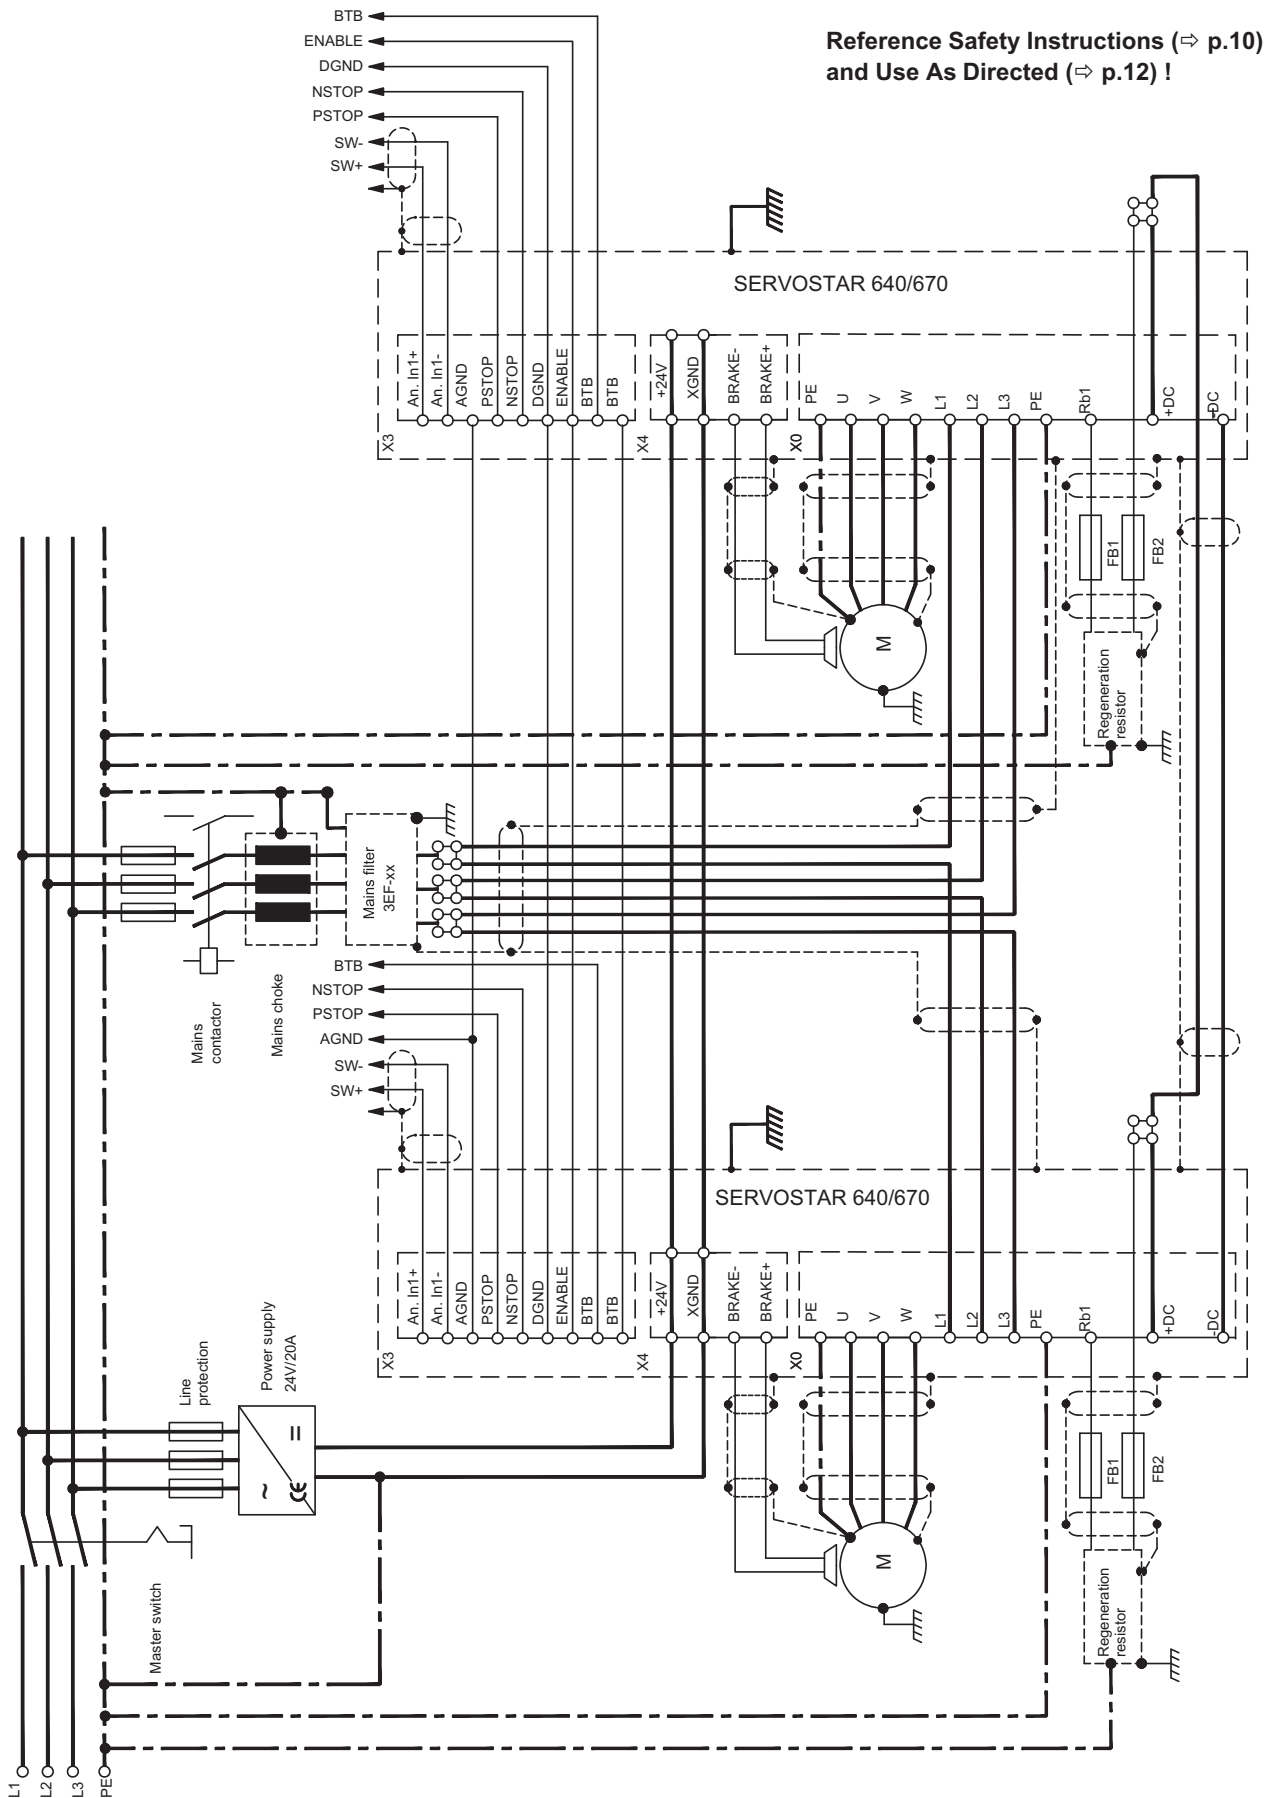 BTB
ENABLE
DGND
NSTOP
PSTOP
SW-
SW+
Reference Safety Instructions (⇨ p.10)
and Use As Directed (⇨ p.12) !
SERVOSTAR 640/670
An. In1+
An. In1-
AGND
PSTOP
NSTOP
DGND
ENABLE
BTB
BTB
X3
+24V
XGND
BRAKE-
BRAKE+
X4
PE
U
V
W
L1
L2
L3
PE
Rb1
+DC
-DC
X0
M
FB1
FB2
Regeneration
resistor
Mains
contactor
Mains choke
Mains filter
3EF-xx
BTB
NSTOP
PSTOP
AGND
SW-
SW+
SERVOSTAR 640/670
An. In1+
An. In1-
AGND
PSTOP
NSTOP
DGND
ENABLE
BTB
BTB
X3
+24V
XGND
BRAKE-
BRAKE+
X4
PE
U
V
W
L1
L2
L3
PE
Rb1
+DC
-DC
X0
M
FB1
FB2
Regeneration
resistor
Line
protection
Power supply
24V/20A
~
=
CE
Master switch
L1
L2
L3
PE